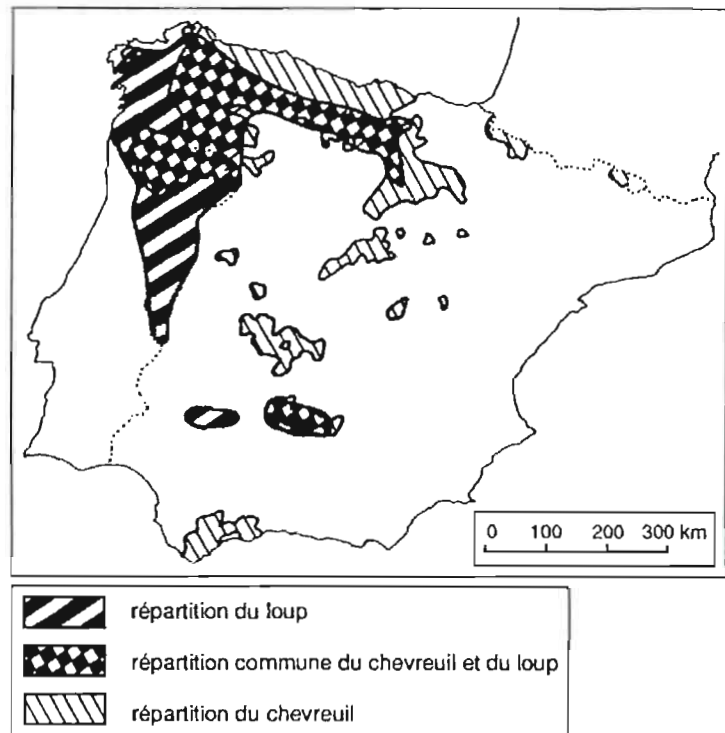 0 100 200 300 km
répartition du loup
répartition commune du chevreuil et du loup
répartition du chevreuil